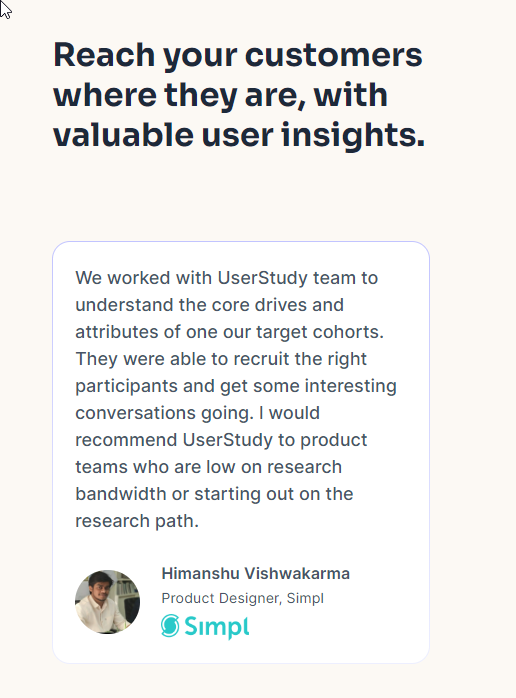 Reach your customers
where they are, with
valuable user insights.
We worked with UserStudy team to
understand the core drives and
attributes of one our target cohorts.
They were able to recruit the right
participants and get some interesting
conversations going. I would
recommend UserStudy to product
teams who are low on research
bandwidth or starting out on the
research path.
Himanshu Vishwakarma
Product Designer, Simpl
Simpl